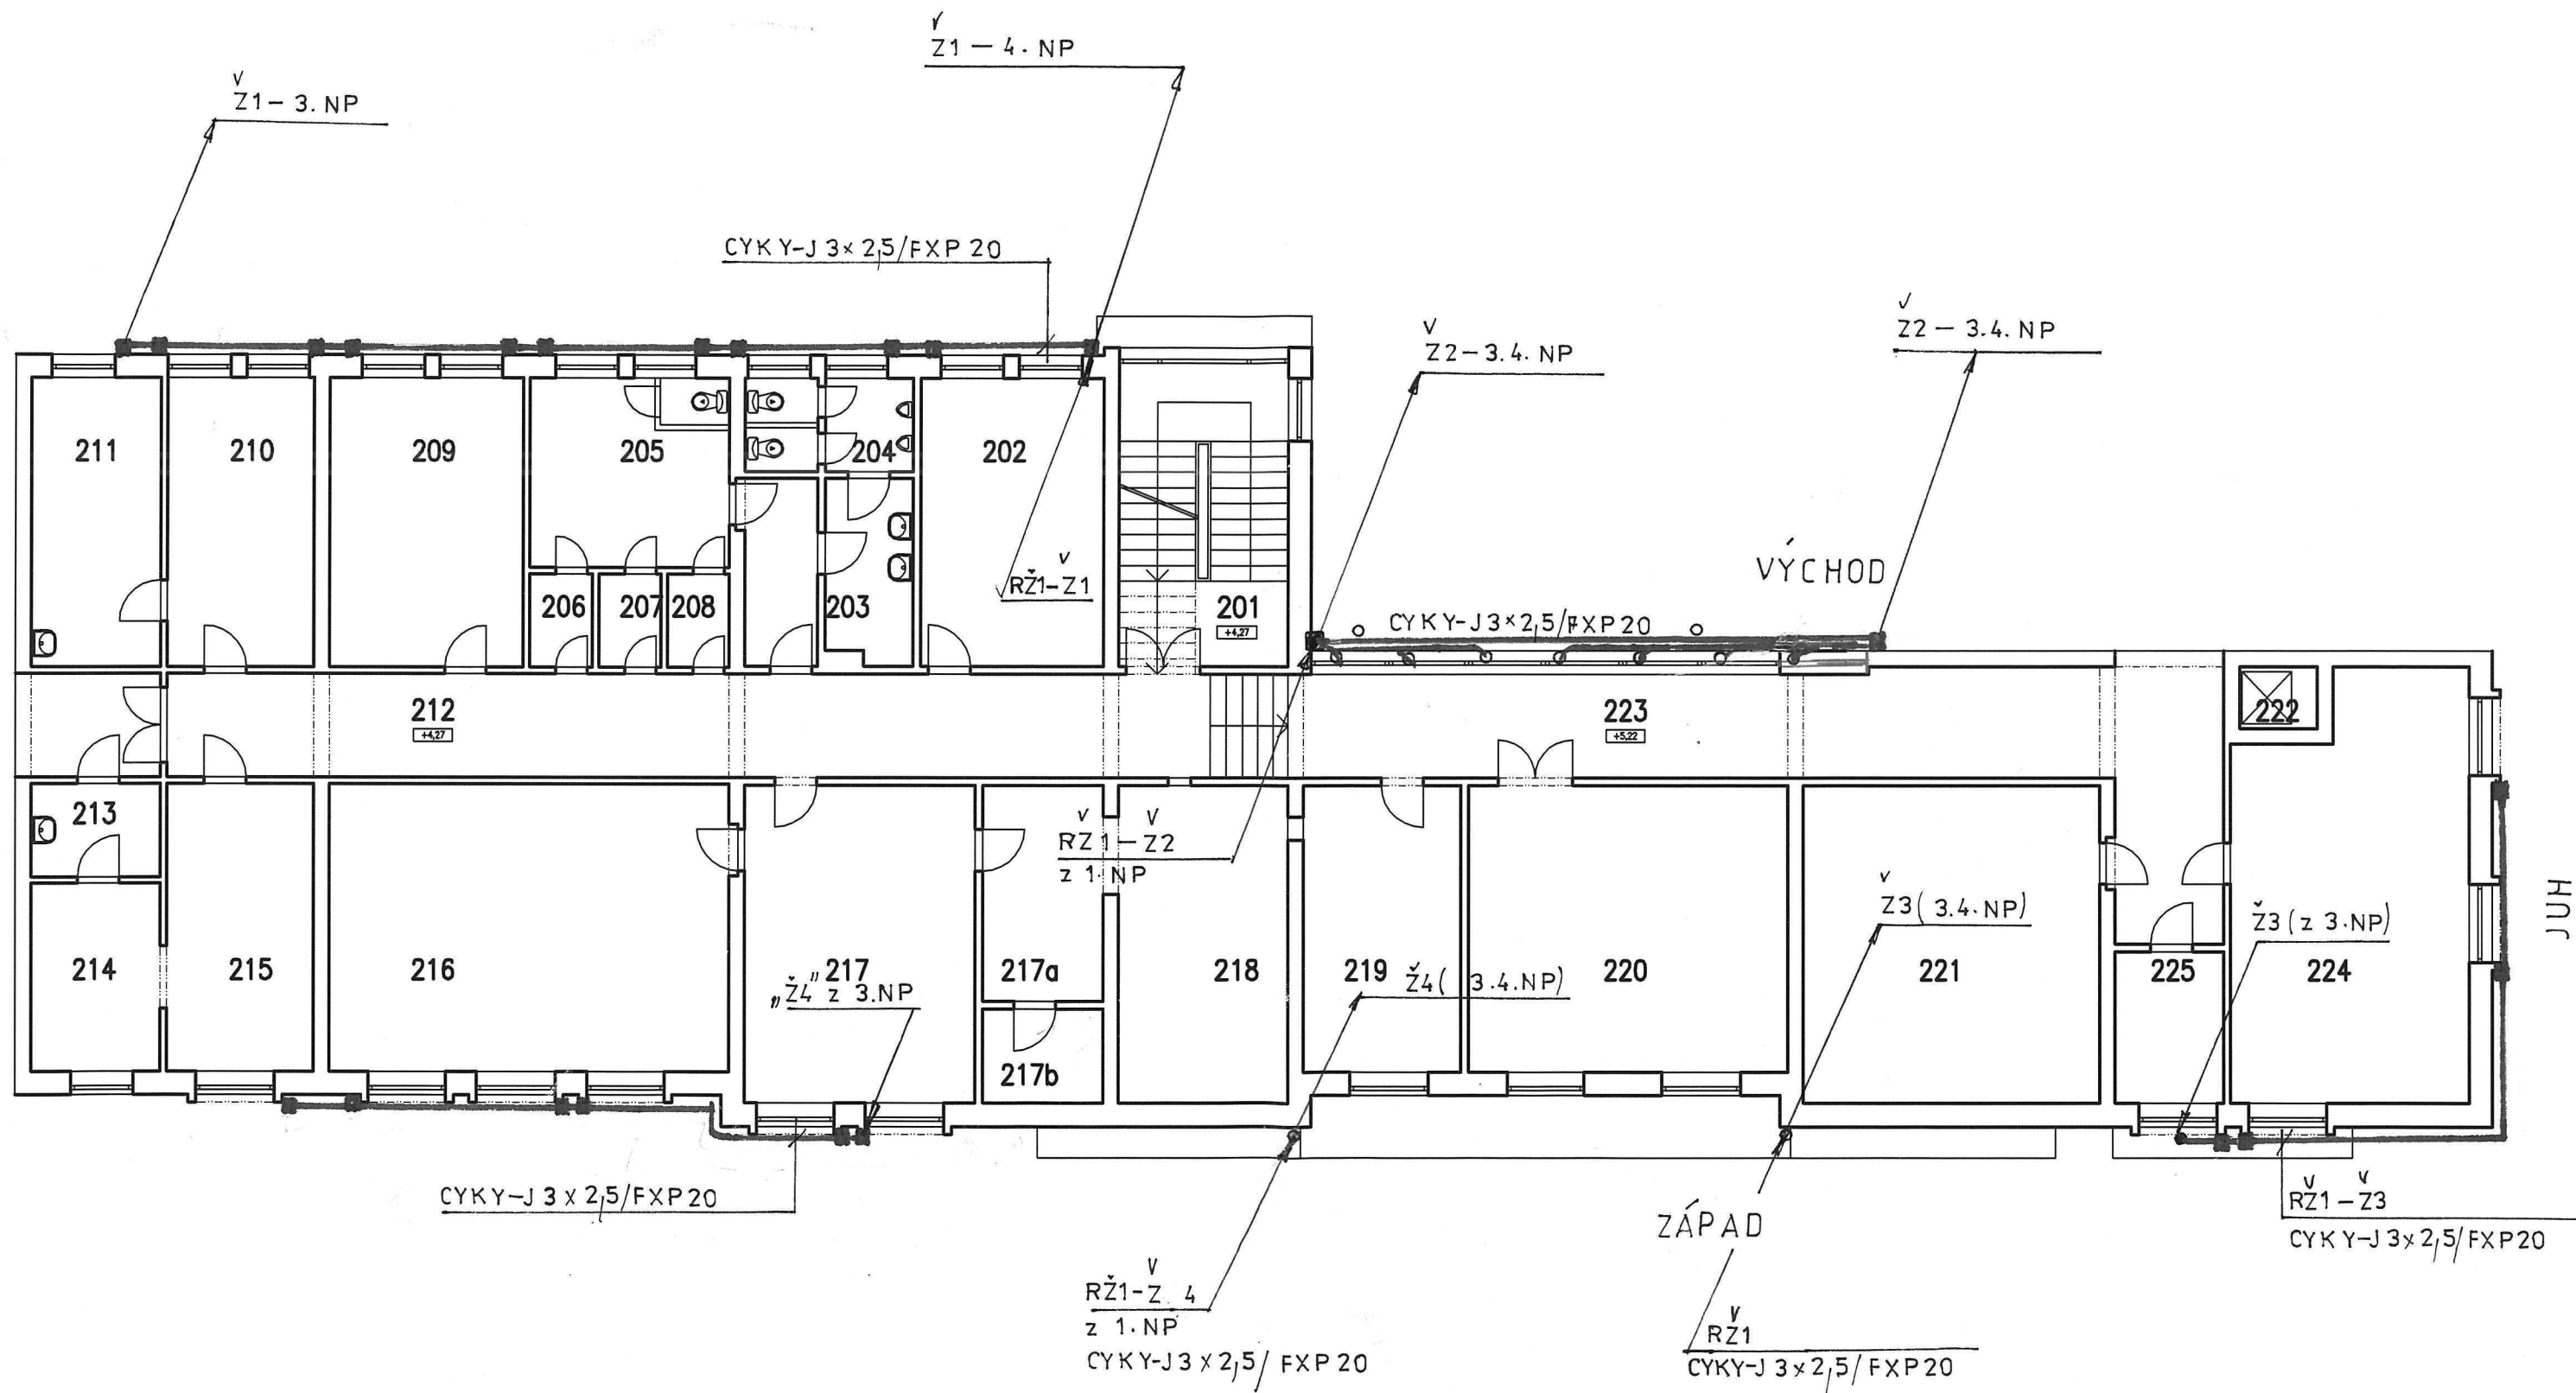 Ž1 – 4. NP
Ž1 – 3. NP
CYKY-J 3×2,5/FXP 20
Ž2 – 3.4. NP
Ž2 – 3.4. NP
211
210
209
205
204
202
VÝCHOD
RŽ1-Ž1
206
207
208
203
201
+4,27
CYKY-J 3×2,5/FXP 20
212
+4,27
223
+5,22
222
213
RŽ1 – Ž2
z 1. NP
JUH
Ž3 (3.4. NP)
Ž3 (z 3. NP)
214
215
216
217
217a
218
219
220
221
225
224
„Ž4" z 3. NP
Ž4( 3.4. NP)
217b
CYKY-J 3 x 2,5/FXP 20
ZÁPAD
RŽ1 – Ž3
CYKY-J 3×2,5/FXP 20
RŽ1-Ž 4
z 1. NP
CYKY-J 3 x 2,5/ FXP 20
RŽ1
CYKY-J 3×2,5/ FXP 20